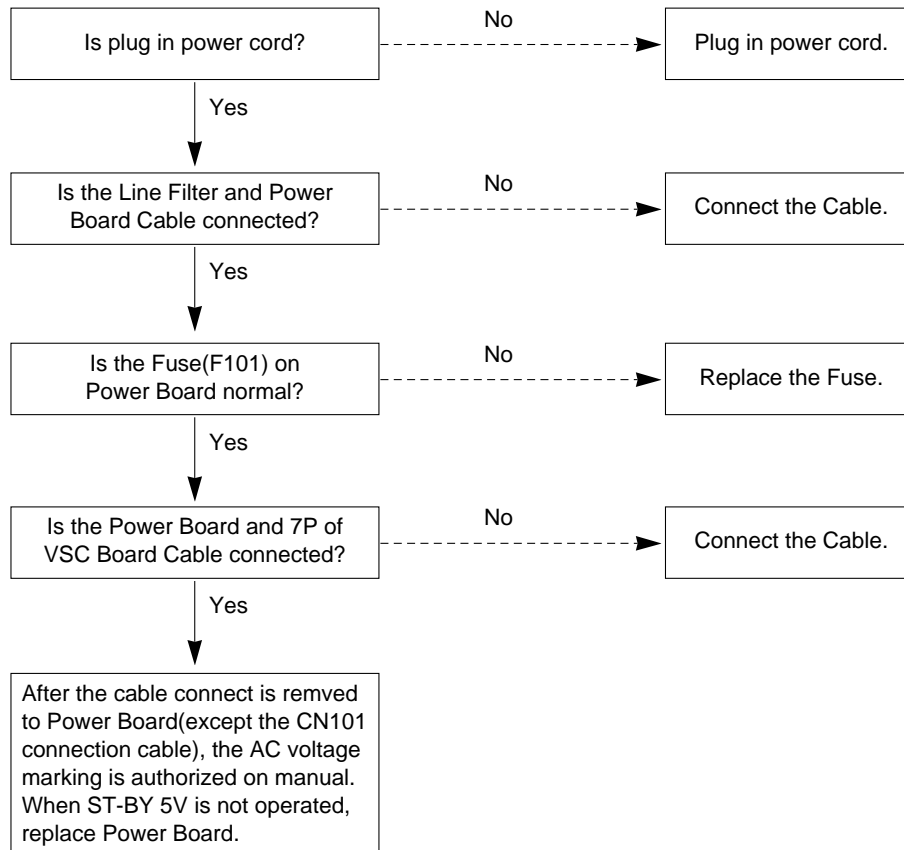 Is plug in power cord?
No
Plug in power cord.
Yes
Is the Line Filter and Power
Board Cable connected?
No
Connect the Cable.
Yes
Is the Fuse(F101) on
Power Board normal?
No
Replace the Fuse.
Yes
Is the Power Board and 7P of
VSC Board Cable connected?
No
Connect the Cable.
Yes
After the cable connect is remved
to Power Board(except the CN101
connection cable), the AC voltage
marking is authorized on manual.
When ST-BY 5V is not operated,
replace Power Board.